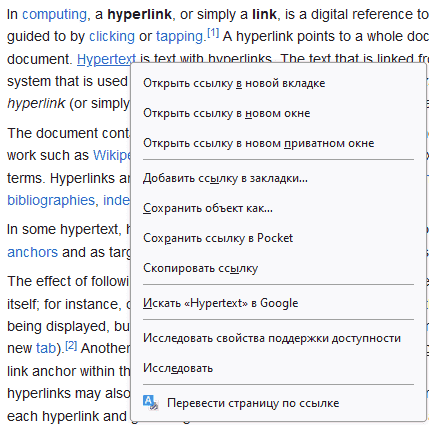 In computing, a hyperlink, or simply a link, is a digital reference to
guided to by clicking or tapping.[1] A hyperlink points to a whole doc
document. Hypertext is text with hyperlinks. The text that is linked from
system that is used
hyperlink (or simply
The document conta
work such as Wikipe
terms. Hyperlinks ar
bibliographies, inde
In some hypertext, h
anchors and as targ
The effect of followi
itself; for instance, c
being displayed, bu
new tab).[2] Another
link anchor within th
hyperlinks may also
each hyperlink and
Открыть ссылку в новой вкладке
Открыть ссылку в новом окне
Открыть ссылку в новом приватном окне
Добавить ссылку в закладки...
Сохранить объект как...
Сохранить ссылку в Pocket
Скопировать ссылку
Искать «Hypertext» в Google
Исследовать свойства поддержки доступности
Исследовать
Перевести страницу по ссылке